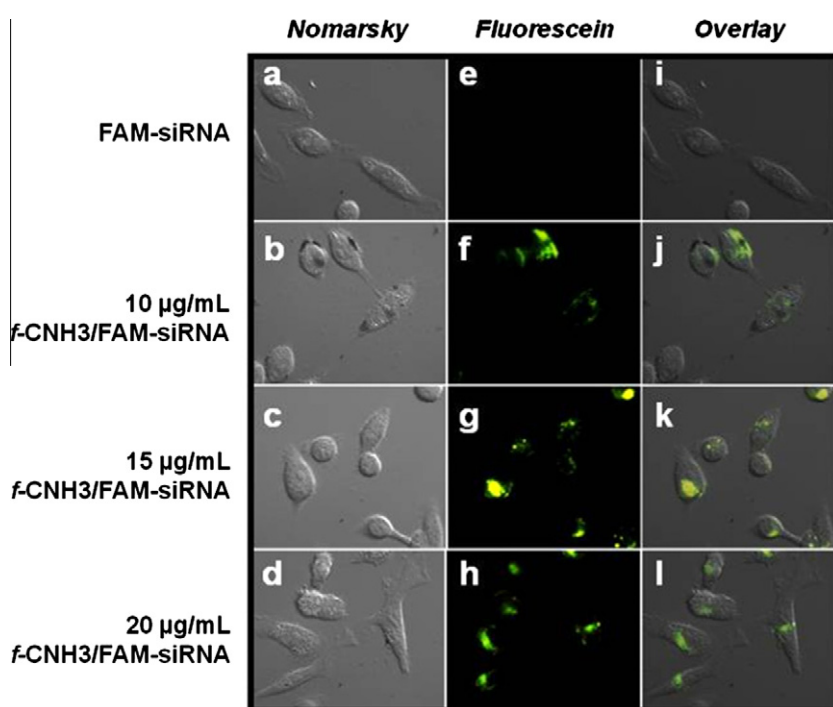 Nomarsky Fluorescein Overlay
FAM-siRNA
a e i
10 µg/mL
f-CNH3/FAM-siRNA
b f j
15 µg/mL
f-CNH3/FAM-siRNA
c g k
20 µg/mL
f-CNH3/FAM-siRNA
d h l